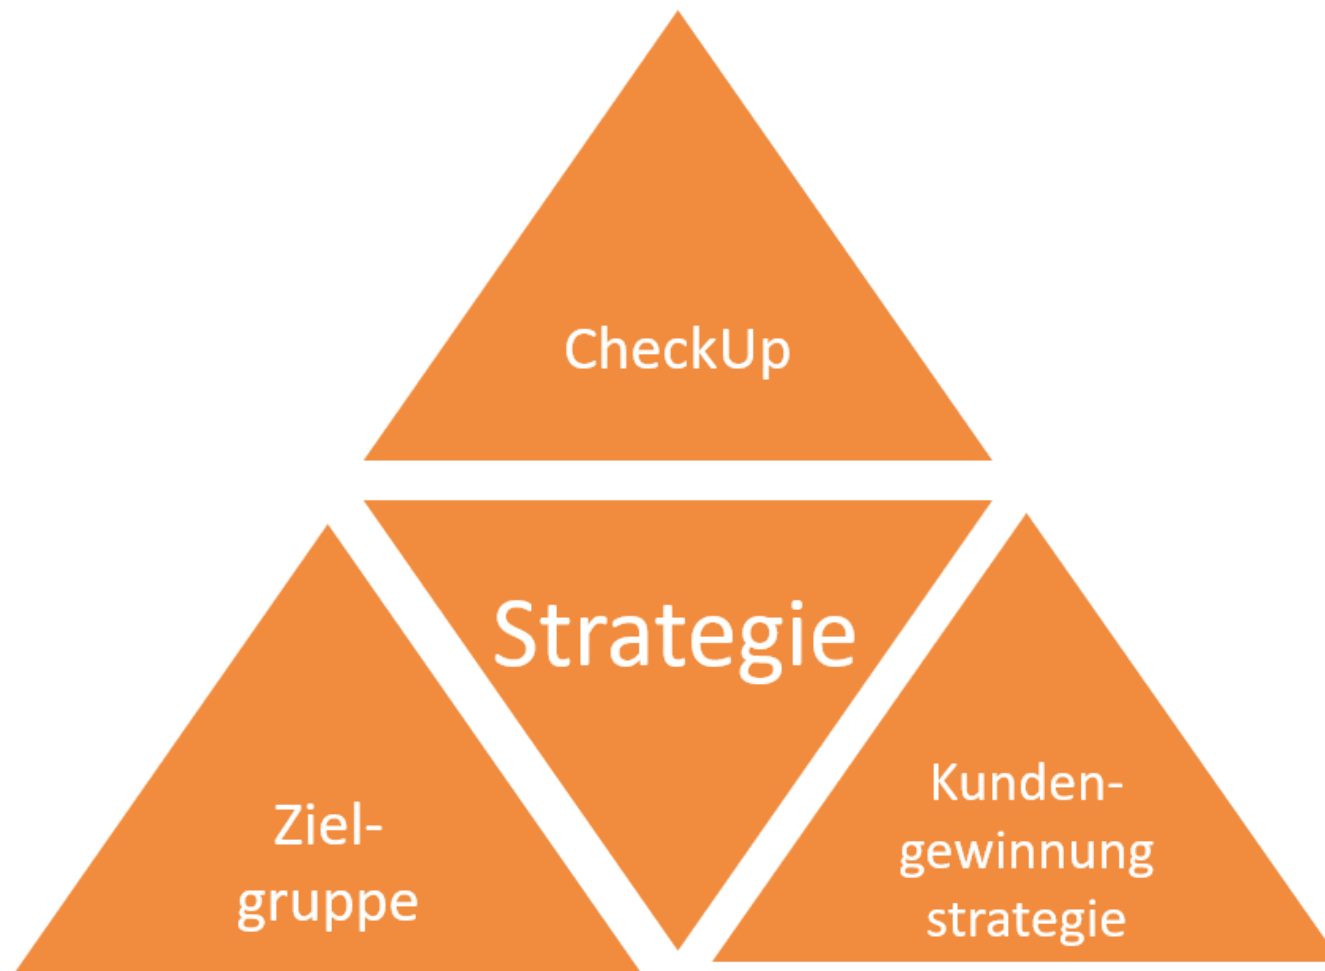 CheckUp
Strategie
Ziel-
gruppe
Kunden-
gewinnung
strategie